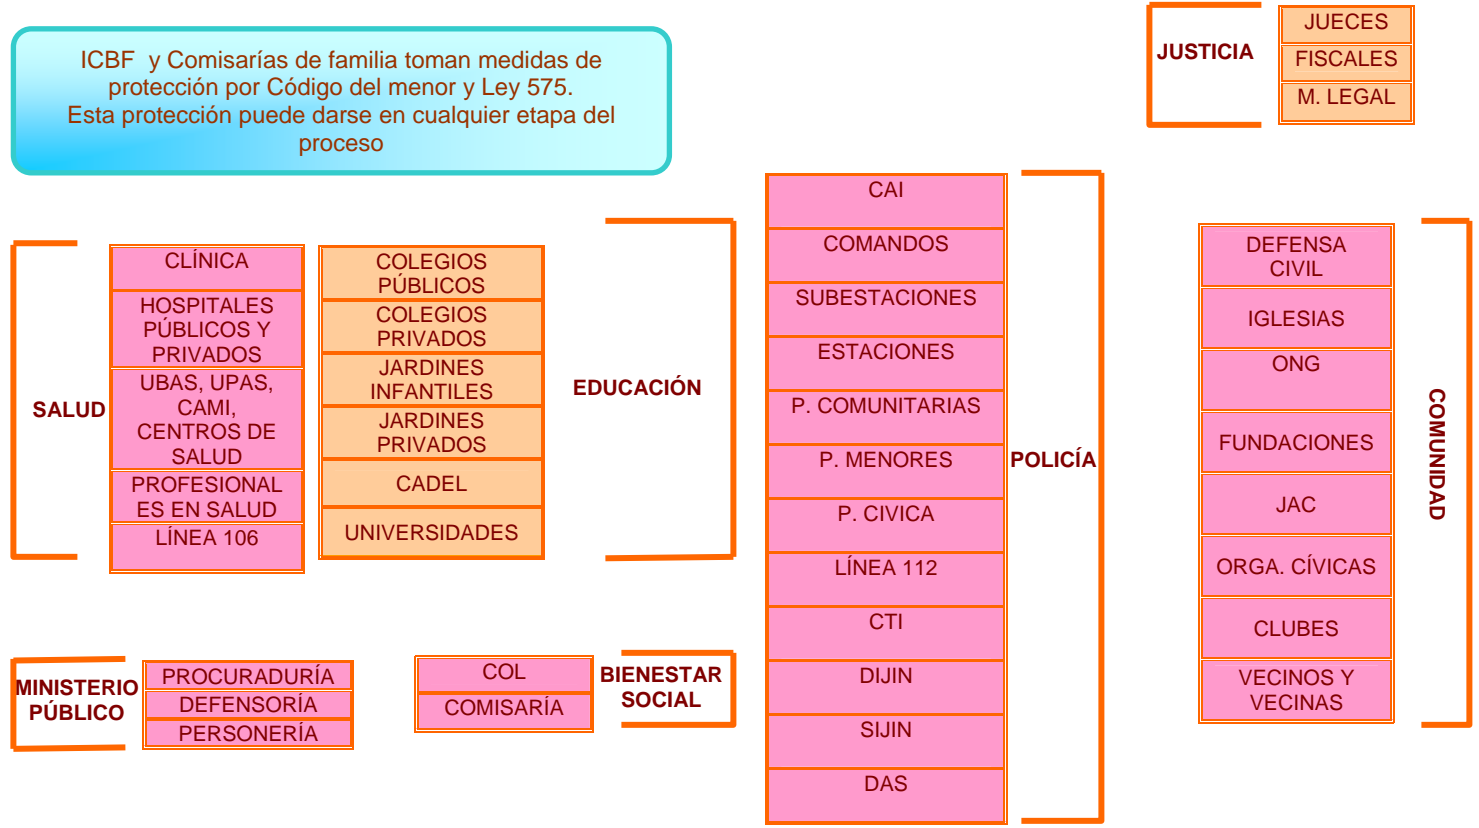 ICBF y Comisarías de familia toman medidas de
protección por Código del menor y Ley 575.
Esta protección puede darse en cualquier etapa del
proceso
JUSTICIA
JUECES
FISCALES
M. LEGAL
SALUD
CLÍNICA
HOSPITALES
PÚBLICOS Y
PRIVADOS
UBAS, UPAS,
CAMI,
CENTROS DE
SALUD
PROFESIONAL
ES EN SALUD
LÍNEA 106
COLEGIOS
PÚBLICOS
COLEGIOS
PRIVADOS
JARDINES
INFANTILES
JARDINES
PRIVADOS
CADEL
UNIVERSIDADES
EDUCACIÓN
CAI
COMANDOS
SUBESTACIONES
ESTACIONES
P. COMUNITARIAS
P. MENORES
P. CIVICA
LÍNEA 112
CTI
DIJIN
SIJIN
DAS
POLICÍA
DEFENSA
CIVIL
IGLESIAS
ONG
FUNDACIONES
JAC
ORGA. CÍVICAS
CLUBES
VECINOS Y
VECINAS
COMUNIDAD
MINISTERIO
PÚBLICO
PROCURADURÍA
DEFENSORÍA
PERSONERÍA
COL
COMISARÍA
BIENESTAR
SOCIAL